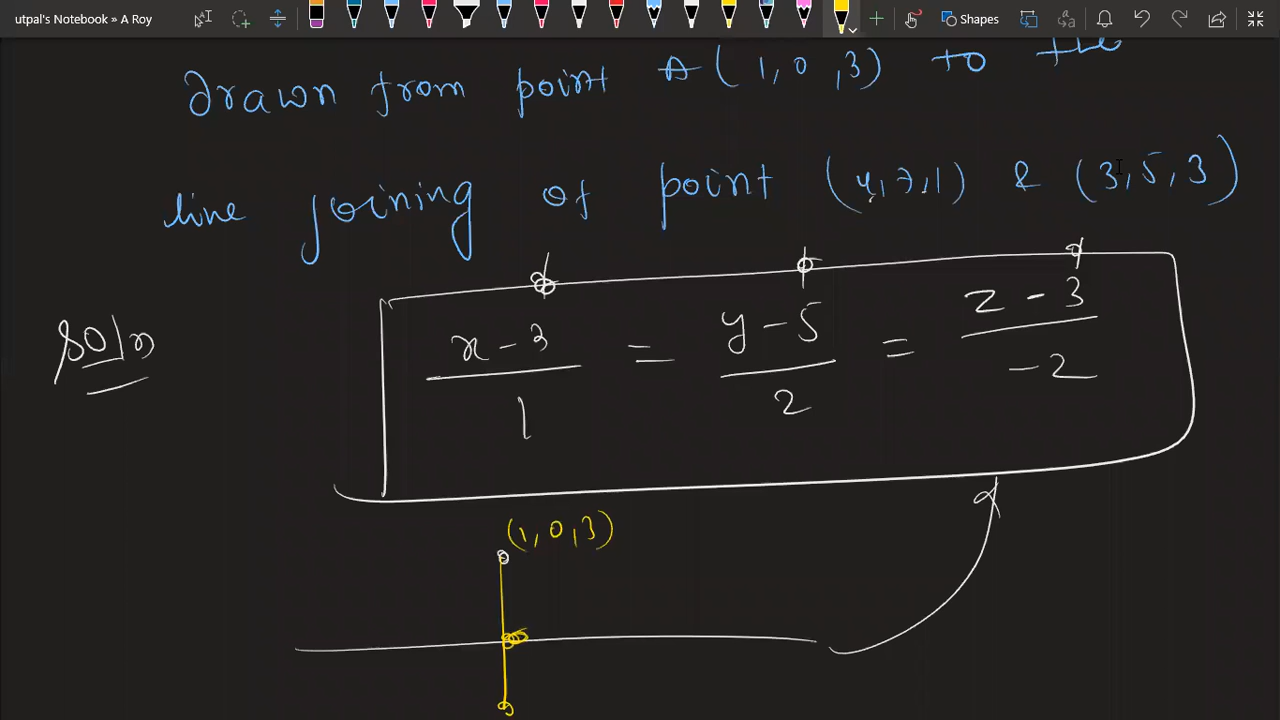 utpal's Notebook » A Roy
Shapes
drawn from point A(1,0,3) to the
line joining of point (4,7,1) & (3,5,3)
Soln
x-3/1 = y-5/2 = z-3/-2
(1,0,3)